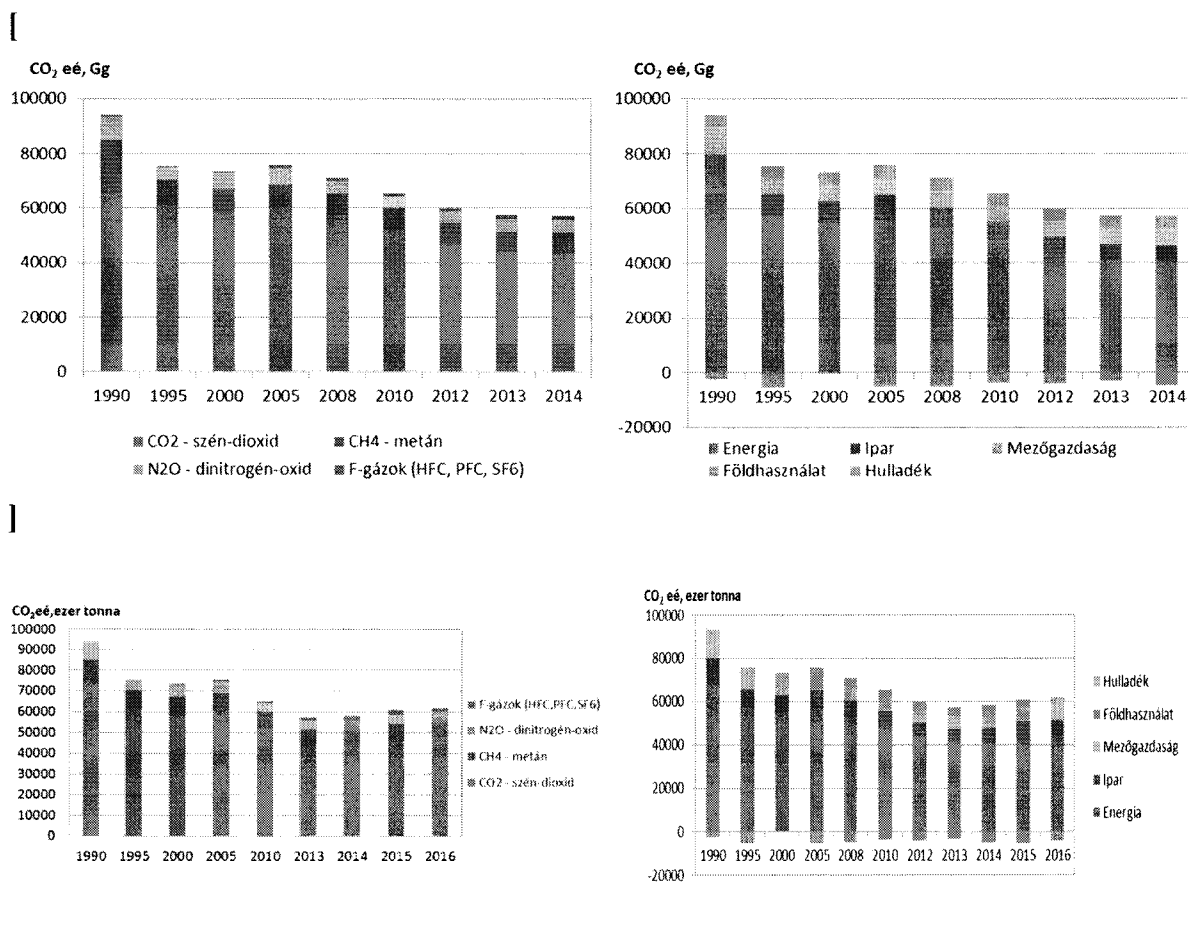 [
CO₂ eé, Gg
100000
80000
60000
40000
20000
0
1990 1995 2000 2005 2008 2010 2012 2013 2014
CO2 - szén-dioxid CH4 - metán
N2O - dinitrogén-oxid F-gázok (HFC, PFC, SF6)
CO₂ eé, Gg
100000
80000
60000
40000
20000
0
1990 1995 2000 2005 2008 2010 2012 2013 2014
-20000
Energia Ipar Mezőgazdaság
Földhasználat Hulladék
]
CO₂eé,ezer tonna
100000
90000
80000
70000
60000
50000
40000
30000
20000
10000
0
1990 1995 2000 2005 2010 2013 2014 2015 2016
F-gázok (HFC,PFC,SF6)
N2O - dinitrogén-oxid
CH4 - metán
CO2 - szén-dioxid
CO₂ eé, ezer tonna
100000
80000
60000
40000
20000
0
1990 1995 2000 2005 2008 2010 2012 2013 2014 2015 2016
-20000
Hulladék
Földhasználat
Mezőgazdaság
Ipar
Energia